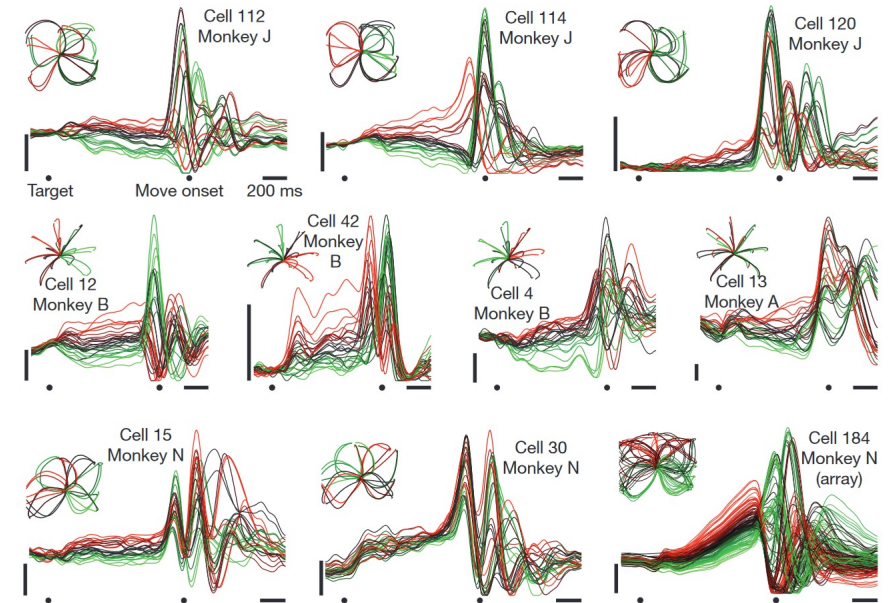 Cell 112
Monkey J
Cell 114
Monkey J
Cell 120
Monkey J
Target
Move onset
200 ms
Cell 12
Monkey B
Cell 42
Monkey
B
Cell 4
Monkey B
Cell 13
Monkey A
Cell 15
Monkey N
Cell 30
Monkey N
Cell 184
Monkey N
(array)